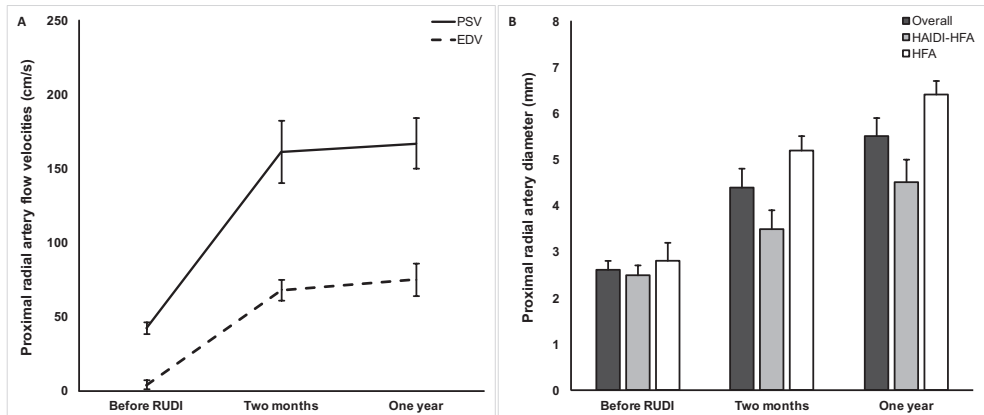 A
PSV
EDV
Proximal radial artery flow velocities (cm/s)
250
200
150
100
50
0
Before RUDI
Two months
One year
B
Overall
HAIDI-HFA
HFA
Proximal radial artery diameter (mm)
8
7
6
5
4
3
2
1
0
Before RUDI
Two months
One year